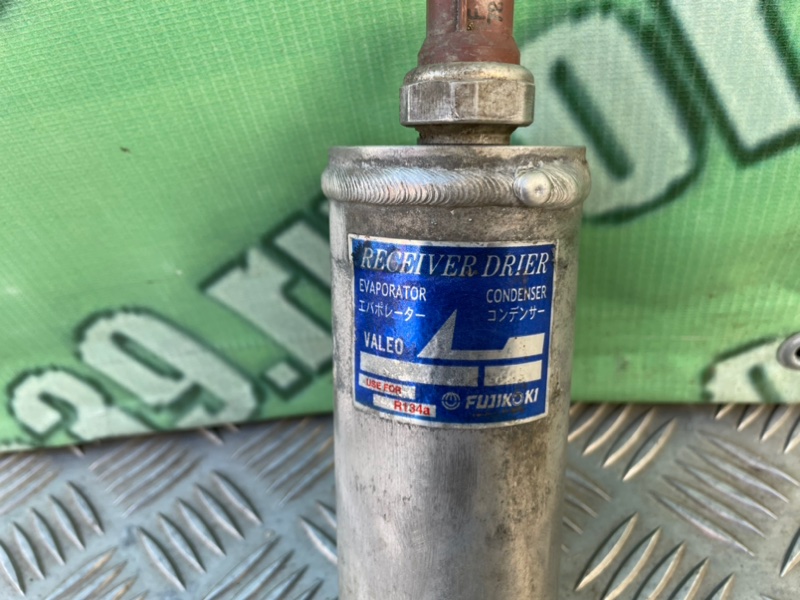 RECEIVER DRIER
EVAPORATOR CONDENSER
エバポレーター コンデンサー
VALEO
USE FOR
R134a
FUJIKOKI